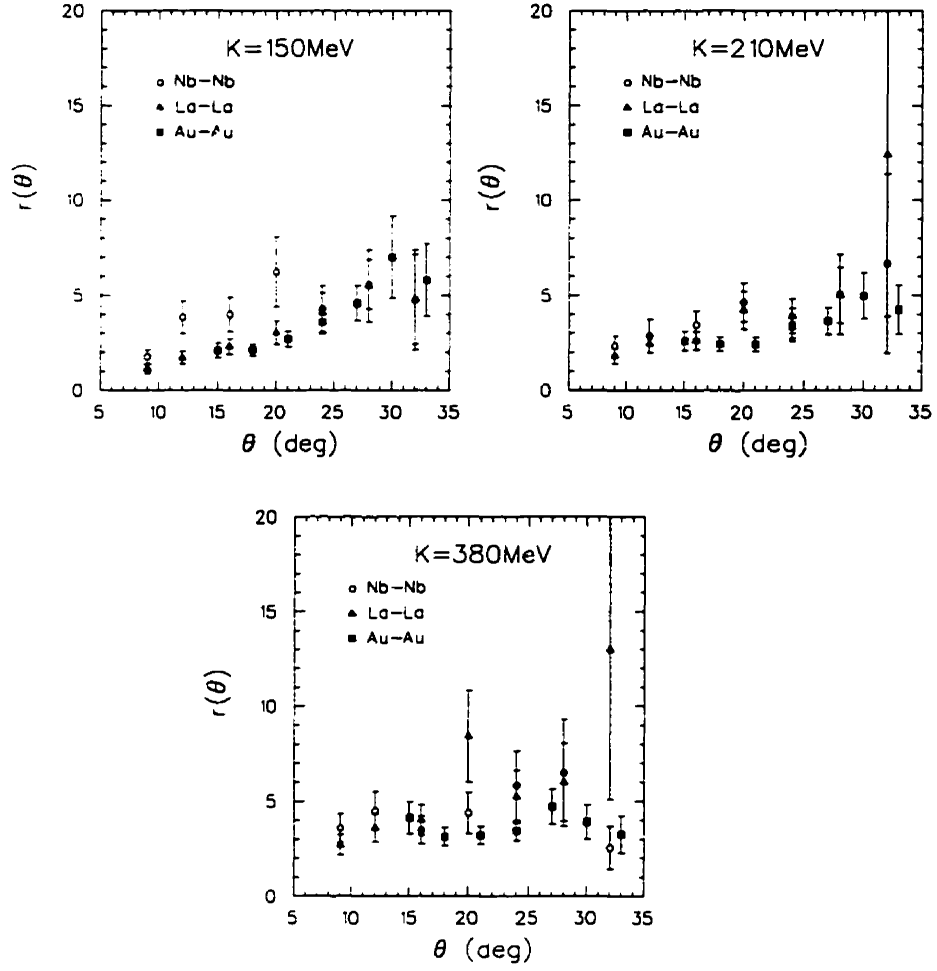 K=150MeV
Nb-Nb
La-La
Au-Au
r(θ)
20
15
10
5
0
5 10 15 20 25 30 35
θ (deg)
K=210MeV
Nb-Nb
La-La
Au-Au
r(θ)
20
15
10
5
0
5 10 15 20 25 30 35
θ (deg)
K=380MeV
Nb-Nb
La-La
Au-Au
r(θ)
20
15
10
5
0
5 10 15 20 25 30 35
θ (deg)